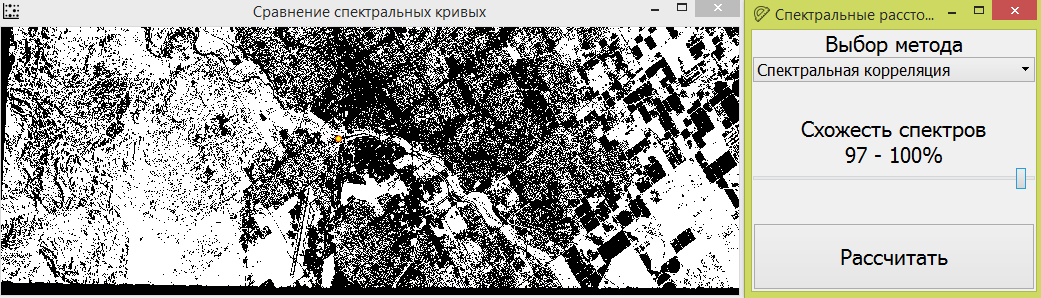 Сравнение спектральных кривых
Спектральные рассто...
Выбор метода
Спектральная корреляция
Схожесть спектров
97 - 100%
Рассчитать